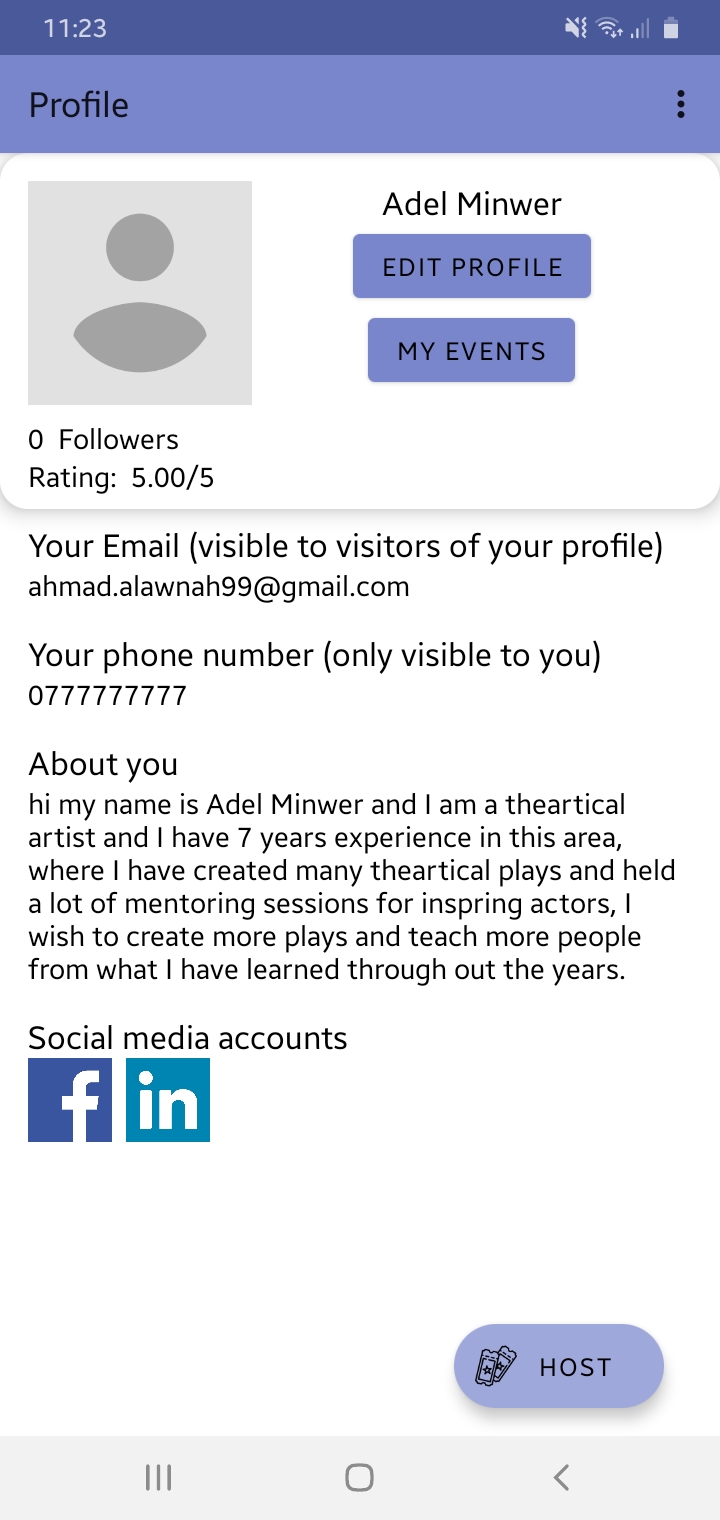 11:23
Profile
Adel Minwer
EDIT PROFILE
MY EVENTS
0 Followers
Rating: 5.00/5
Your Email (visible to visitors of your profile)
ahmad.alawnah99@gmail.com
Your phone number (only visible to you)
0777777777
About you
hi my name is Adel Minwer and I am a theartical
artist and I have 7 years experience in this area,
where I have created many theartical plays and held
a lot of mentoring sessions for inspring actors, I
wish to create more plays and teach more people
from what I have learned through out the years.
Social media accounts
f in
HOST